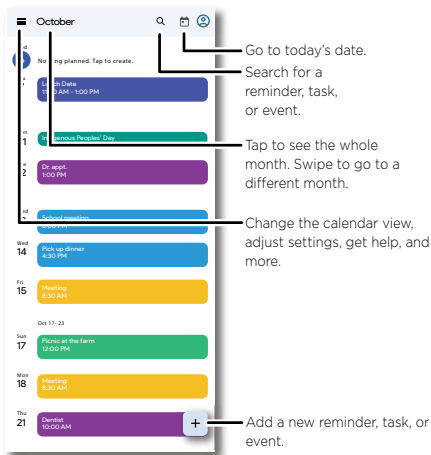 October
Nothing planned. Tap to create.
Lunch Date
AM - 1:00 PM
Indigenous Peoples' Day
Dr. appt.
1:00 PM
School meeting
Wed
14
Pick up dinner
4:30 PM
Fri
15
Meeting
8:30 AM
Oct 17- 23
Sun
17
Picnic at the farm
12:00 PM
Mon
18
Meeting
8:30 AM
Thu
21
Dentist
10:00 AM
+
Go to today's date.
Search for a
reminder, task,
or event.
Tap to see the whole
month. Swipe to go to a
different month.
Change the calendar view,
adjust settings, get help, and
more.
Add a new reminder, task, or
event.